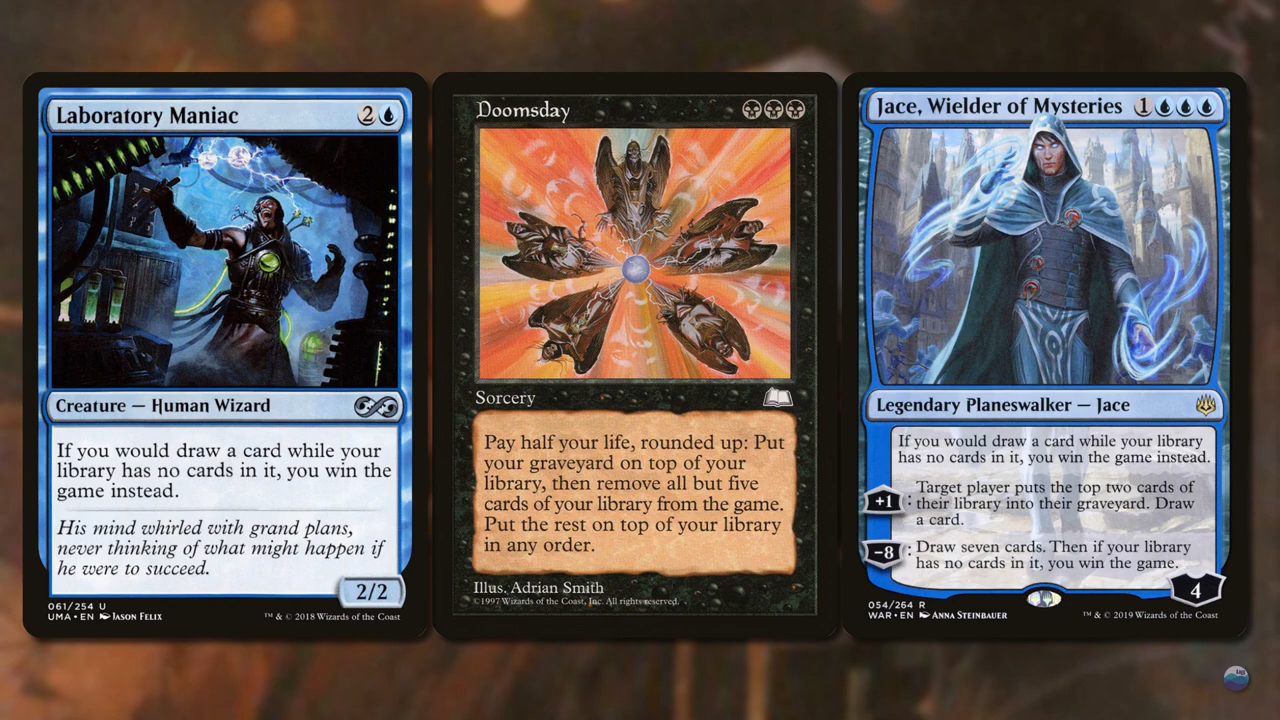 Laboratory Maniac 2
Creature — Human Wizard
If you would draw a card while your
library has no cards in it, you win the
game instead.
His mind whirled with grand plans,
never thinking of what might happen if
he were to succeed.
2/2
061/254 U
UMA • EN Jason Felix
™ & © 2018 Wizards of the Coast
Doomsday
Sorcery
Pay half your life, rounded up: Put
your graveyard on top of your
library, then remove all but five
cards of your library from the game.
Put the rest on top of your library
in any order.
Illus. Adrian Smith
©1997 Wizards of the Coast, Inc. All rights reserved.
Jace, Wielder of Mysteries 1
Legendary Planeswalker — Jace
If you would draw a card while your library
has no cards in it, you win the game instead.
+1 : Target player puts the top two cards of
their library into their graveyard. Draw
a card.
-8 : Draw seven cards. Then if your library
has no cards in it, you win the game.
4
054/264 R
WAR • EN Anna Steinbauer
™ & © 2019 Wizards of the Coast